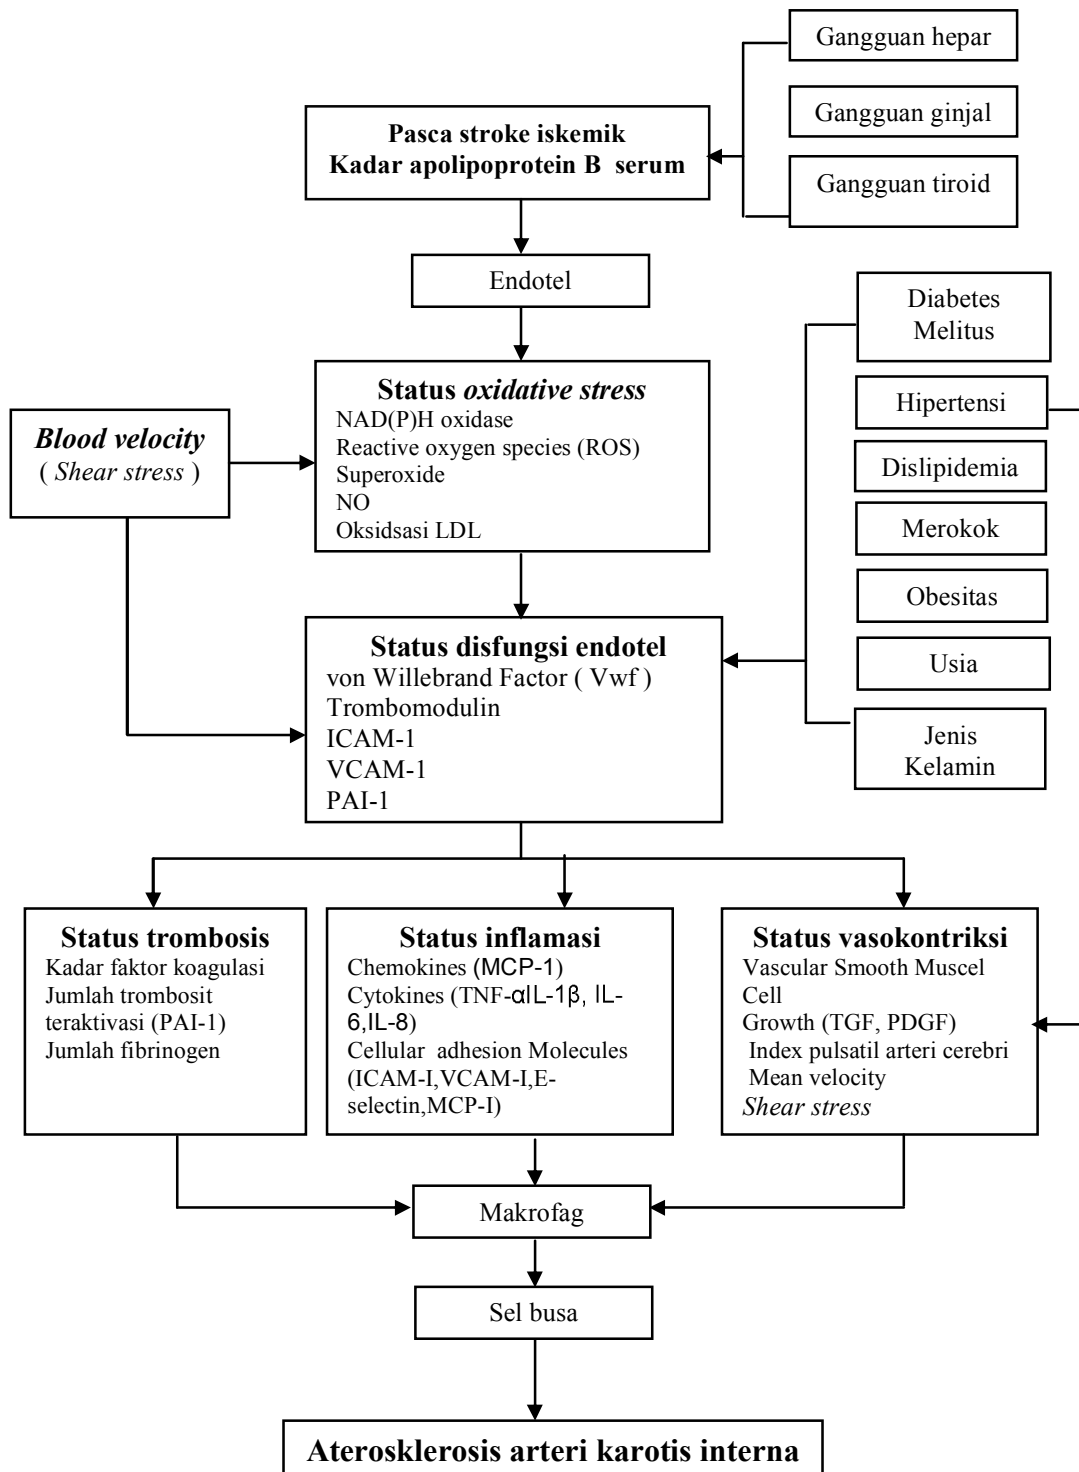 Gangguan hepar
Gangguan ginjal
Gangguan tiroid
Pasca stroke iskemik
Kadar apolipoprotein B serum
Endotel
Diabetes
Melitus
Hipertensi
Dislipidemia
Merokok
Obesitas
Usia
Jenis
Kelamin
Status oxidative stress
NAD(P)H oxidase
Reactive oxygen species (ROS)
Superoxide
NO
Oksidsasi LDL
Blood velocity
( Shear stress )
Status disfungsi endotel
von Willebrand Factor ( Vwf )
Trombomodulin
ICAM-1
VCAM-1
PAI-1
Status trombosis
Kadar faktor koagulasi
Jumlah trombosit
teraktivasi (PAI-1)
Jumlah fibrinogen
Status inflamasi
Chemokines (MCP-1)
Cytokines (TNF-αIL-1β, IL-
6,IL-8)
Cellular adhesion Molecules
(ICAM-I,VCAM-I,E-
selectin,MCP-I)
Status vasokontriksi
Vascular Smooth Muscel
Cell
Growth (TGF, PDGF)
Index pulsatil arteri cerebri
Mean velocity
Shear stress
Makrofag
Sel busa
Aterosklerosis arteri karotis interna